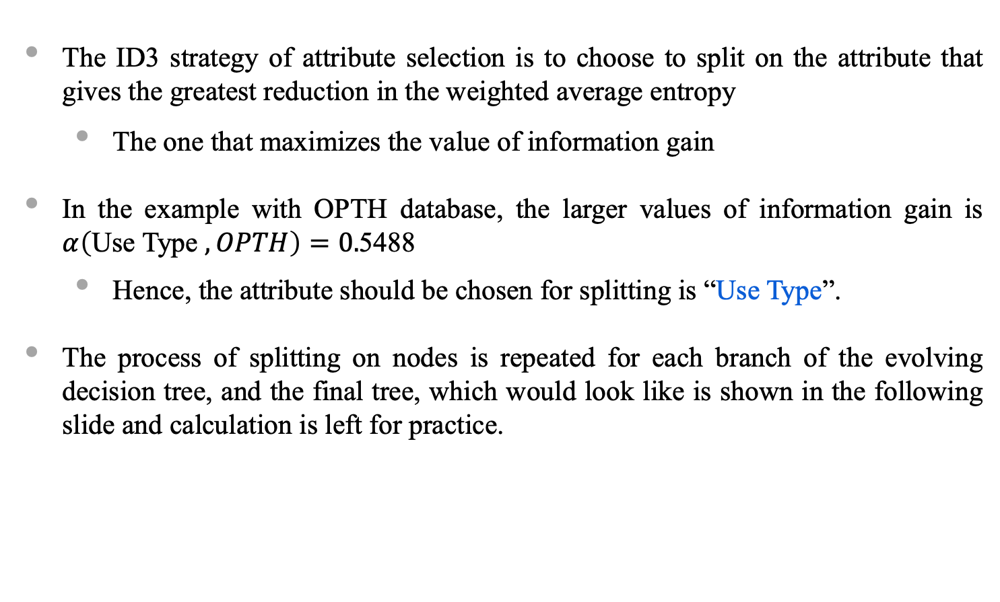 The ID3 strategy of attribute selection is to choose to split on the attribute that
gives the greatest reduction in the weighted average entropy
The one that maximizes the value of information gain
In the example with OPTH database, the larger values of information gain is
𝛼(Use Type , 𝑂𝑃𝑇𝐻) = 0.5488
Hence, the attribute should be chosen for splitting is “Use Type”.
The process of splitting on nodes is repeated for each branch of the evolving
decision tree, and the final tree, which would look like is shown in the following
slide and calculation is left for practice.